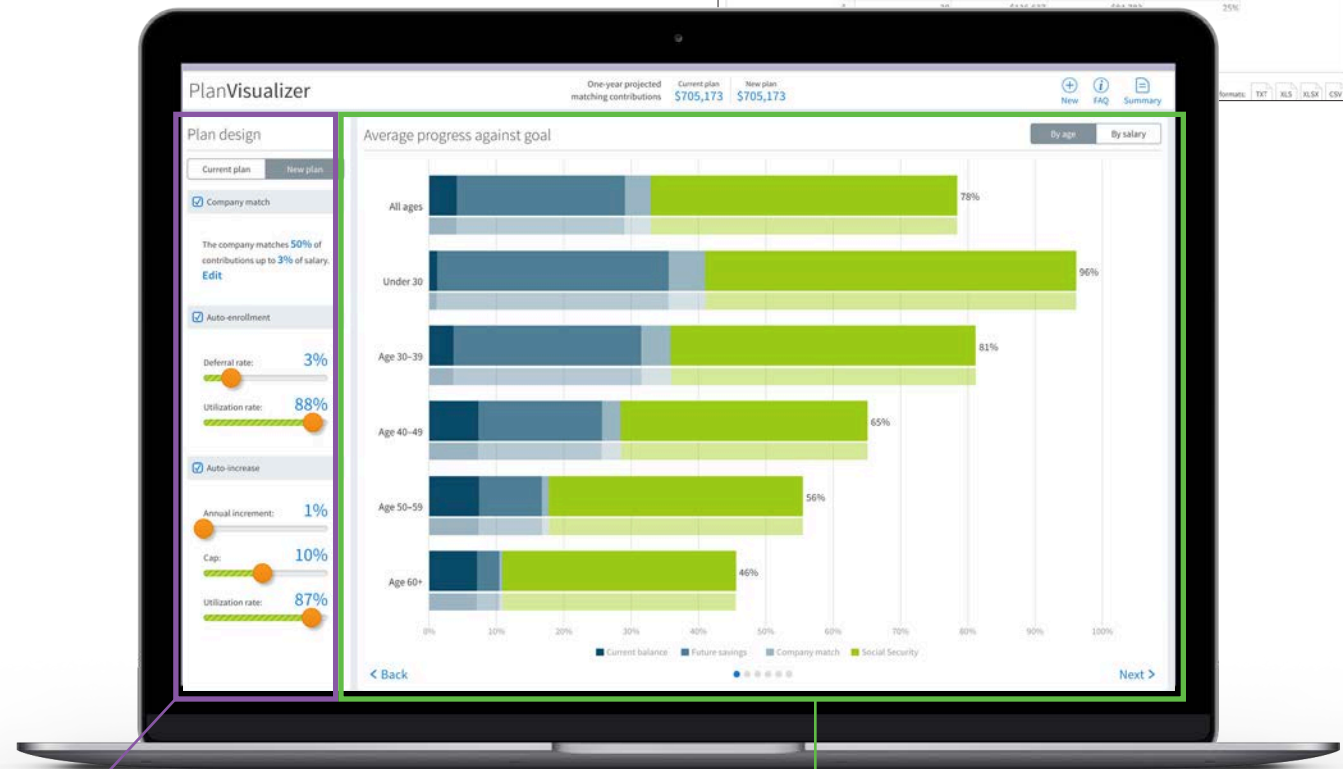 25%
formats: TXT XLS XLSX CSV
PlanVisualizer
One-year projected
matching contributions
Current plan
$705,173
New plan
$705,173
New
FAQ
Summary
Plan design
Current plan
New plan
Company match
The company matches 50% of
contributions up to 3% of salary.
Edit
Auto-enrollment
Deferral rate: 3%
Utilization rate: 88%
Auto-increase
Annual increment: 1%
Cap: 10%
Utilization rate: 87%
Average progress against goal
By age
By salary
All ages
78%
Under 30
96%
Age 30–39
81%
Age 40–49
65%
Age 50–59
56%
Age 60+
46%
0% 10% 20% 30% 40% 50% 60% 70% 80% 90% 100%
Current balance Future savings Company match Social Security
< Back
Next >